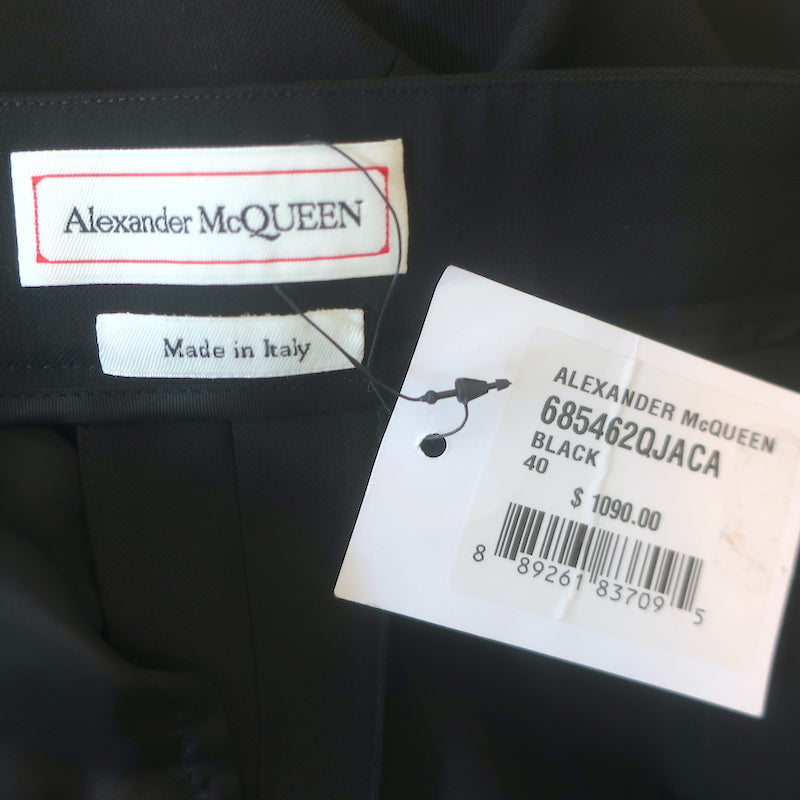 Alexander McQUEEN
Made in Italy
ALEXANDER McQUEEN
685462QJACA
BLACK
40
$ 1090.00
8 89261 83709 5